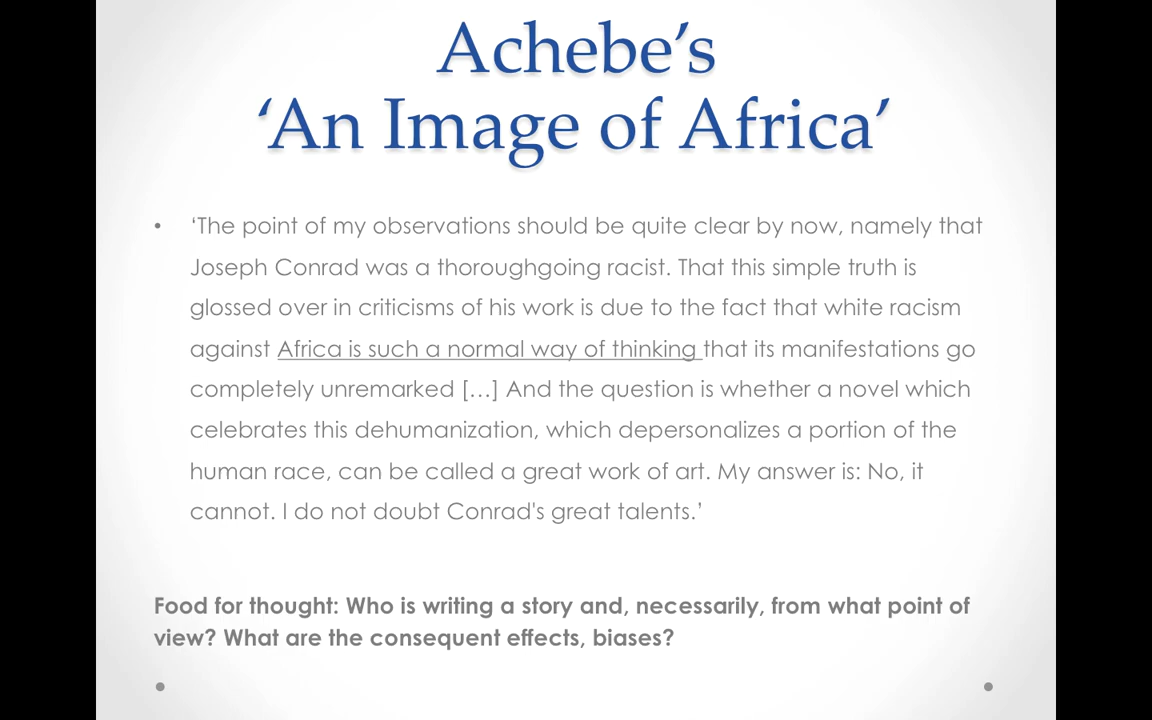 Achebe’s
‘An Image of Africa’
• ‘The point of my observations should be quite clear by now, namely that
Joseph Conrad was a thoroughgoing racist. That this simple truth is
glossed over in criticisms of his work is due to the fact that white racism
against Africa is such a normal way of thinking that its manifestations go
completely unremarked […] And the question is whether a novel which
celebrates this dehumanization, which depersonalizes a portion of the
human race, can be called a great work of art. My answer is: No, it
cannot. I do not doubt Conrad's great talents.’
Food for thought: Who is writing a story and, necessarily, from what point of
view? What are the consequent effects, biases?